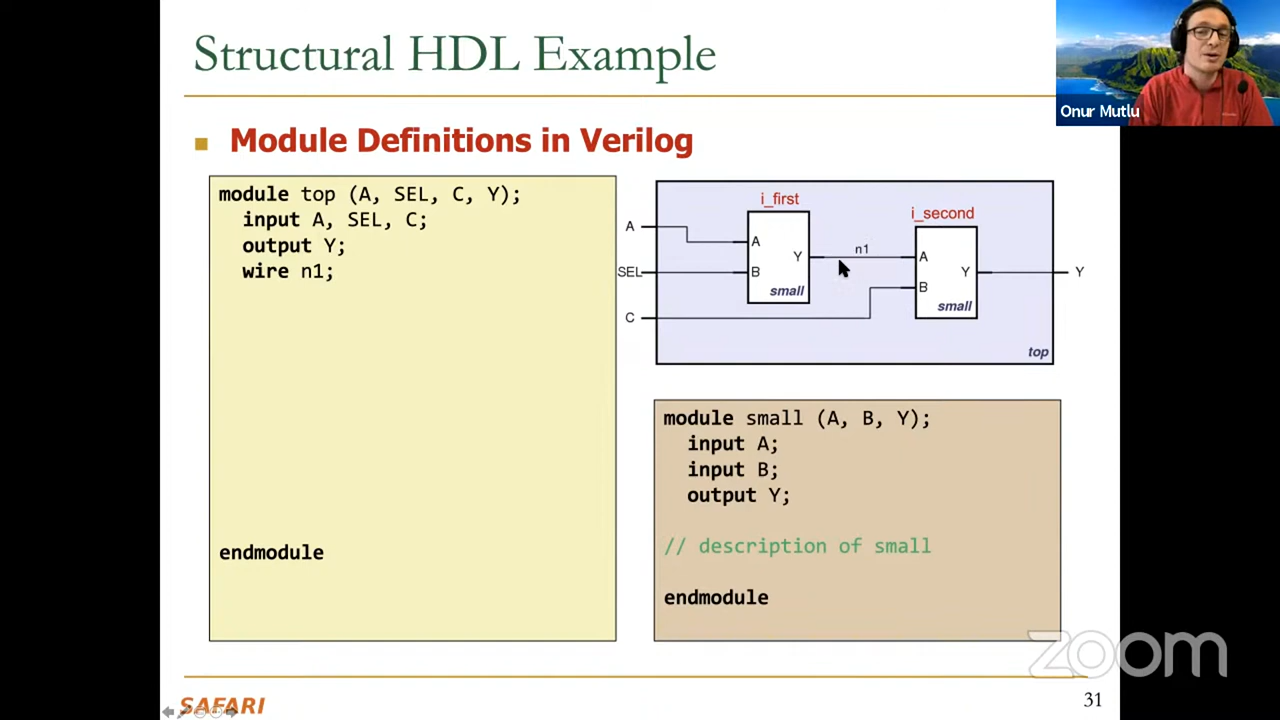 Structural HDL Example
Onur Mutlu
■ Module Definitions in Verilog
module top (A, SEL, C, Y);
input A, SEL, C;
output Y;
wire n1;
endmodule
i_first
i_second
A
A
n1
A
Y
SEL
B
Y
Y
B
small
small
C
top
module small (A, B, Y);
input A;
input B;
output Y;
// description of small
endmodule
zoom
SAFARI
31